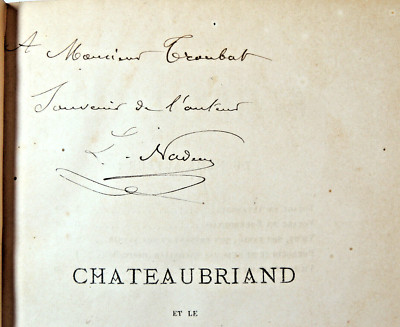 A Monsieur Troubat
Souvenir de l'auteur
L. Nadeau
CHATEAUBRIAND
ET LE